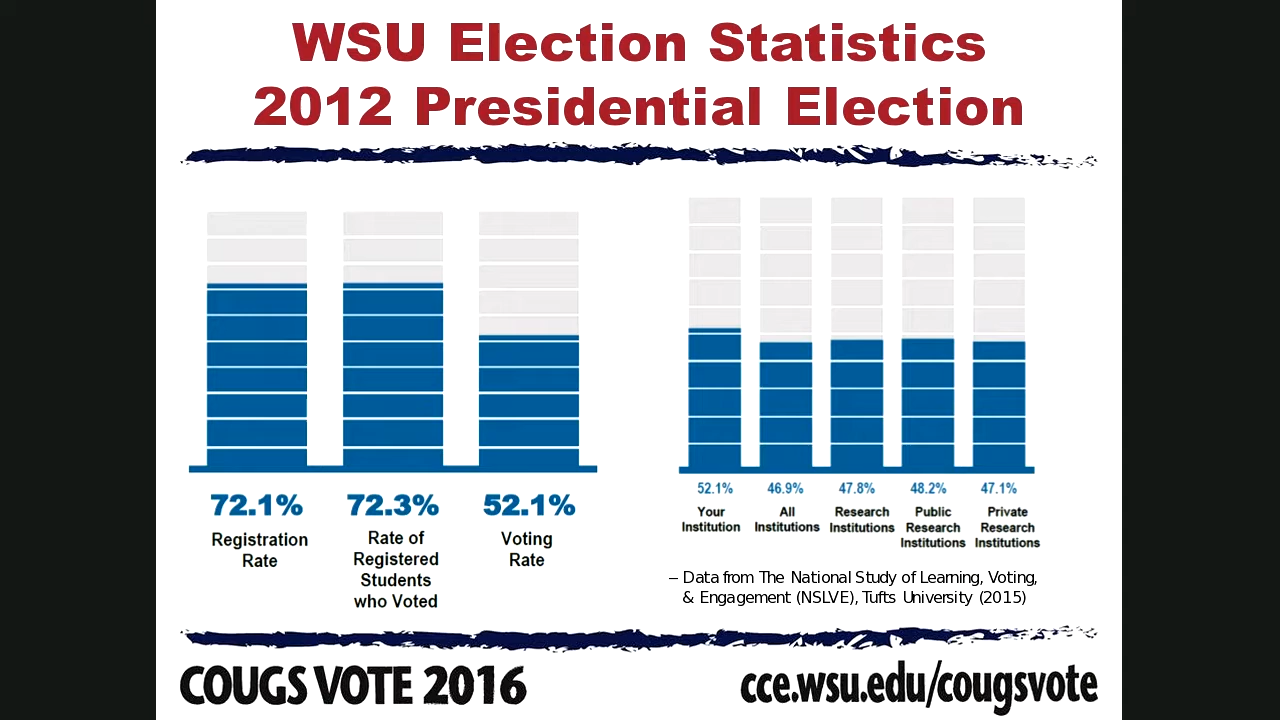 WSU Election Statistics
2012 Presidential Election
72.1%
Registration
Rate
72.3%
Rate of
Registered
Students
who Voted
52.1%
Voting
Rate
52.1%
Your
Institution
46.9%
All
Institutions
47.8%
Research
Institutions
48.2%
Public
Research
Institutions
47.1%
Private
Research
Institutions
– Data from The National Study of Learning, Voting,
& Engagement (NSLVE), Tufts University (2015)
COUGS VOTE 2016
cce.wsu.edu/cougsvote